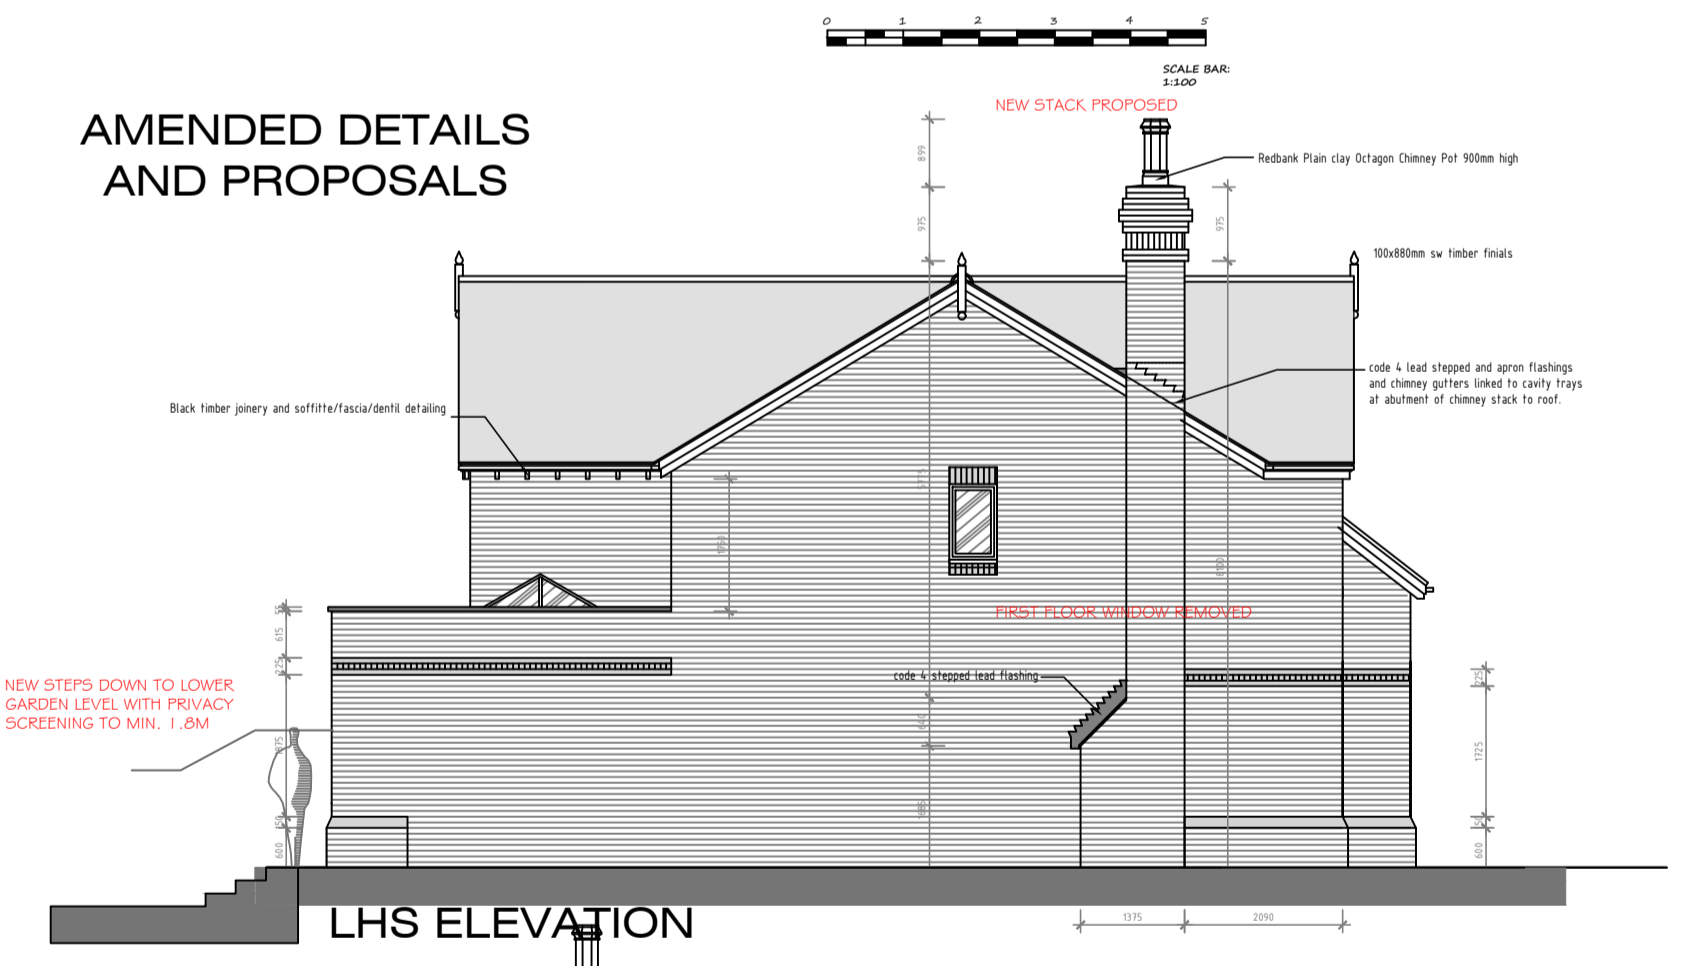 0 1 2 3 4 5
SCALE BAR:
1:100
NEW STACK PROPOSED
AMENDED DETAILS
AND PROPOSALS
899
Redbank Plain clay Octagon Chimney Pot 900mm high
975
975
100x880mm sw timber finials
code 4 lead stepped and apron flashings
and chimney gutters linked to cavity trays
at abutment of chimney stack to roof.
Black timber joinery and soffitte/fascia/dentil detailing
1750
6100
FIRST FLOOR WINDOW REMOVED
55
615
225
code 4 stepped lead flashing
NEW STEPS DOWN TO LOWER
GARDEN LEVEL WITH PRIVACY
SCREENING TO MIN. 1.8M
640
225
1725
1685
150
600
150
600
LHS ELEVATION
1375
2090